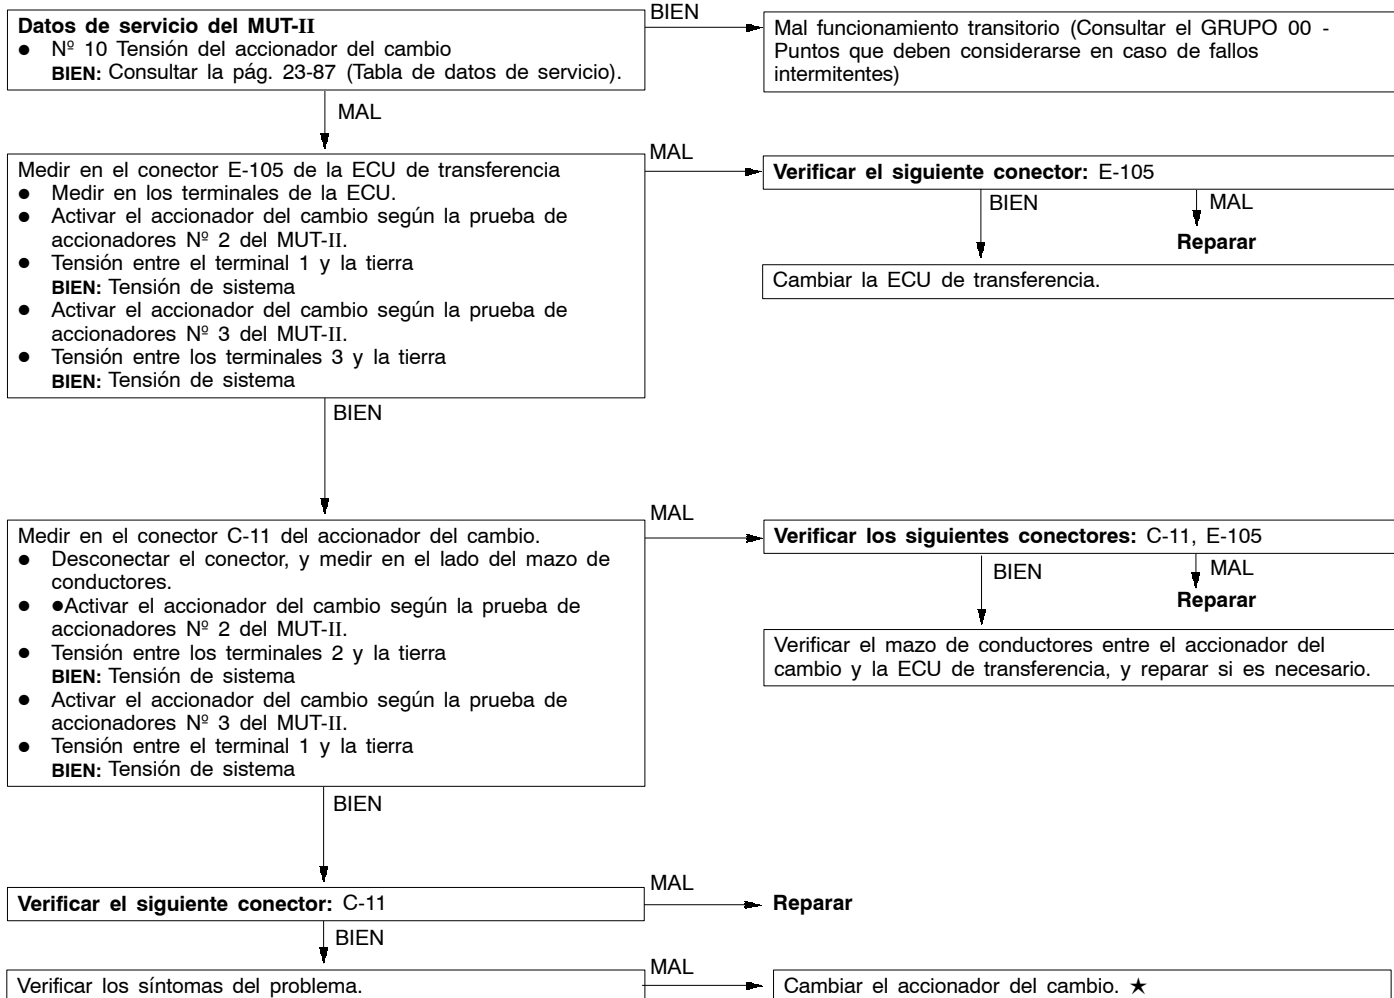 Datos de servicio del MUT-II
● Nº 10 Tensión del accionador del cambio
BIEN: Consultar la pág. 23-87 (Tabla de datos de servicio).
BIEN
Mal funcionamiento transitorio (Consultar el GRUPO 00 -
Puntos que deben considerarse en caso de fallos
intermitentes)
MAL
Medir en el conector E-105 de la ECU de transferencia
● Medir en los terminales de la ECU.
● Activar el accionador del cambio según la prueba de
accionadores Nº 2 del MUT-II.
● Tensión entre el terminal 1 y la tierra
BIEN: Tensión de sistema
● Activar el accionador del cambio según la prueba de
accionadores Nº 3 del MUT-II.
● Tensión entre los terminales 3 y la tierra
BIEN: Tensión de sistema
MAL
Verificar el siguiente conector: E-105
BIEN
MAL
Reparar
Cambiar la ECU de transferencia.
BIEN
Medir en el conector C-11 del accionador del cambio.
● Desconectar el conector, y medir en el lado del mazo de
conductores.
● ●Activar el accionador del cambio según la prueba de
accionadores Nº 2 del MUT-II.
● Tensión entre los terminales 2 y la tierra
BIEN: Tensión de sistema
● Activar el accionador del cambio según la prueba de
accionadores Nº 3 del MUT-II.
● Tensión entre el terminal 1 y la tierra
BIEN: Tensión de sistema
MAL
Verificar los siguientes conectores: C-11, E-105
BIEN
MAL
Reparar
Verificar el mazo de conductores entre el accionador del
cambio y la ECU de transferencia, y reparar si es necesario.
BIEN
Verificar el siguiente conector: C-11
MAL
Reparar
BIEN
Verificar los síntomas del problema.
MAL
Cambiar el accionador del cambio. ★